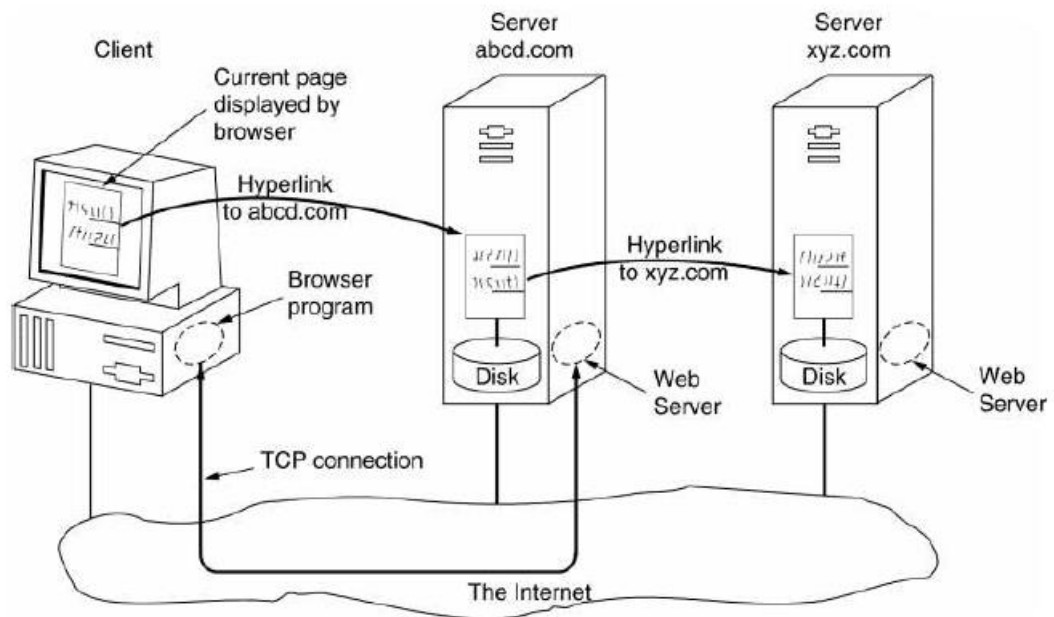 Client
Server
abcd.com
Server
xyz.com
Current page
displayed by
browser
Hyperlink
to abcd.com
Hyperlink
to xyz.com
Browser
program
Disk
Web
Server
Disk
Web
Server
TCP connection
The Internet